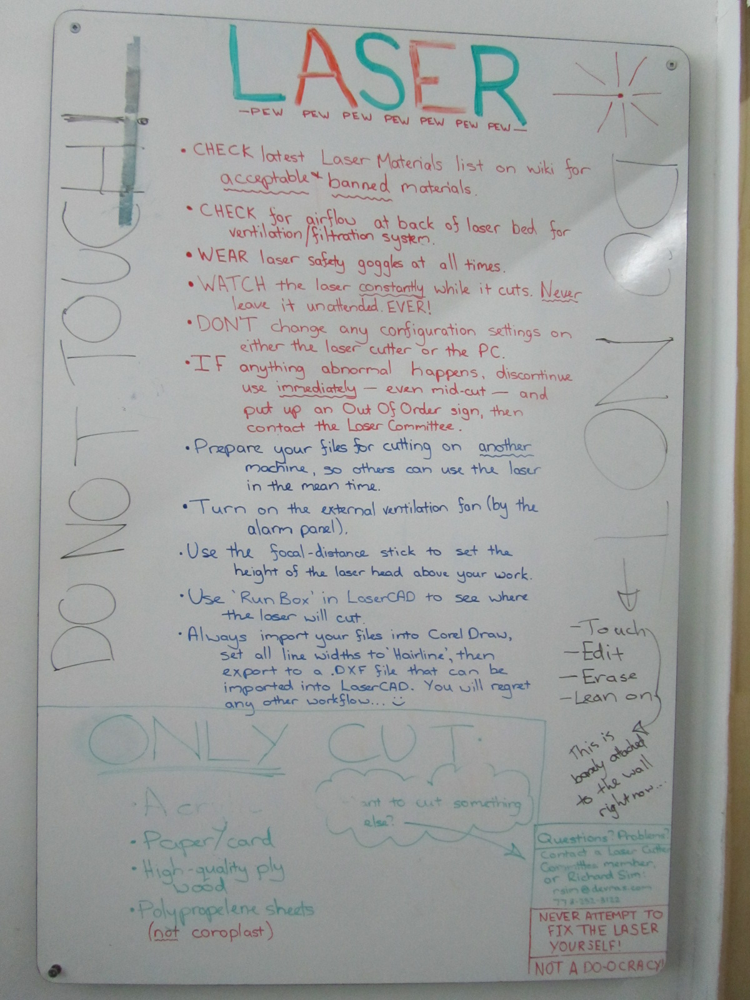 LASER
—PEW PEW PEW PEW PEW PEW PEW—
DO NOT TOUCH!
• CHECK latest Laser Materials list on wiki for
acceptable * banned materials.
• CHECK for airflow at back of laser bed for
ventilation/filtration system.
• WEAR laser safety goggles at all times.
• WATCH the laser constantly while it cuts. Never
leave it unattended. EVER!
• DON'T change any configuration settings on
either the laser cutter or the PC.
• IF anything abnormal happens, discontinue
use immediately — even mid-cut — and
put up an Out Of Order sign, then
contact the Laser Committee.
• Prepare your files for cutting on another
machine, so others can use the laser
in the mean time.
• Turn on the external ventilation fan (by the
alarm panel).
• Use the focal-distance stick to set the
height of the laser head above your work.
• Use 'Run Box' in LaserCAD to see where
the laser will cut.
• Always import your files into Corel Draw,
set all line widths to 'Hairline', then
export to a .DXF file that can be
imported into LaserCAD. You will regret
any other workflow...
DO NOT
- Touch
- Edit
- Erase
- Lean on
This is
barely attached
to the wall
right now...
ONLY CUT:
• Paper/card
• High-quality ply
wood
• Polypropelene sheets
(not coroplast)
to cut something
else?
Questions? Problems?
Contact a Laser Cutter
Committee member,
or Richard Sim:
NEVER ATTEMPT TO
FIX THE LASER
YOURSELF!
NOT A DO-OCRACY!